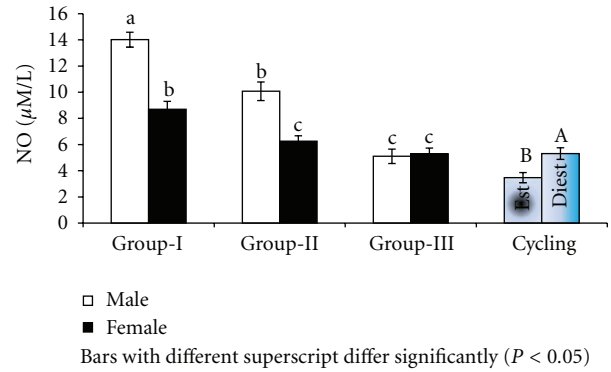 16
14
12
10
8
6
4
2
0
NO (µM/L)
a
b
b
c
c
c
B
A
Est
Diest
Group-I
Group-II
Group-III
Cycling
Male
Female
Bars with different superscript differ significantly (P < 0.05)